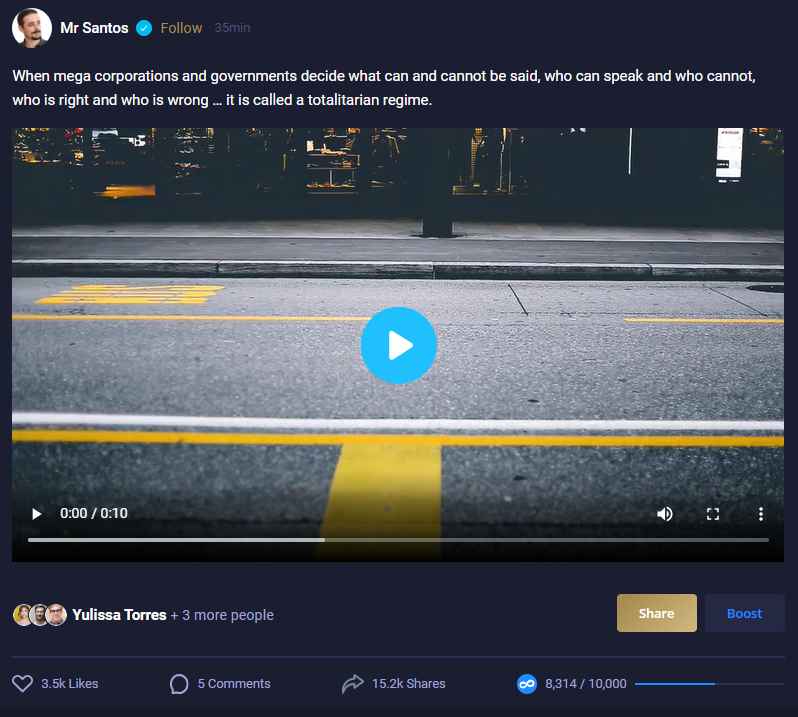 Mr Santos Follow 35min
When mega corporations and governments decide what can and cannot be said, who can speak and who cannot,
who is right and who is wrong ... it is called a totalitarian regime.
0:00 / 0:10
Yulissa Torres + 3 more people
Share
Boost
3.5k Likes
5 Comments
15.2k Shares
8,314 / 10,000